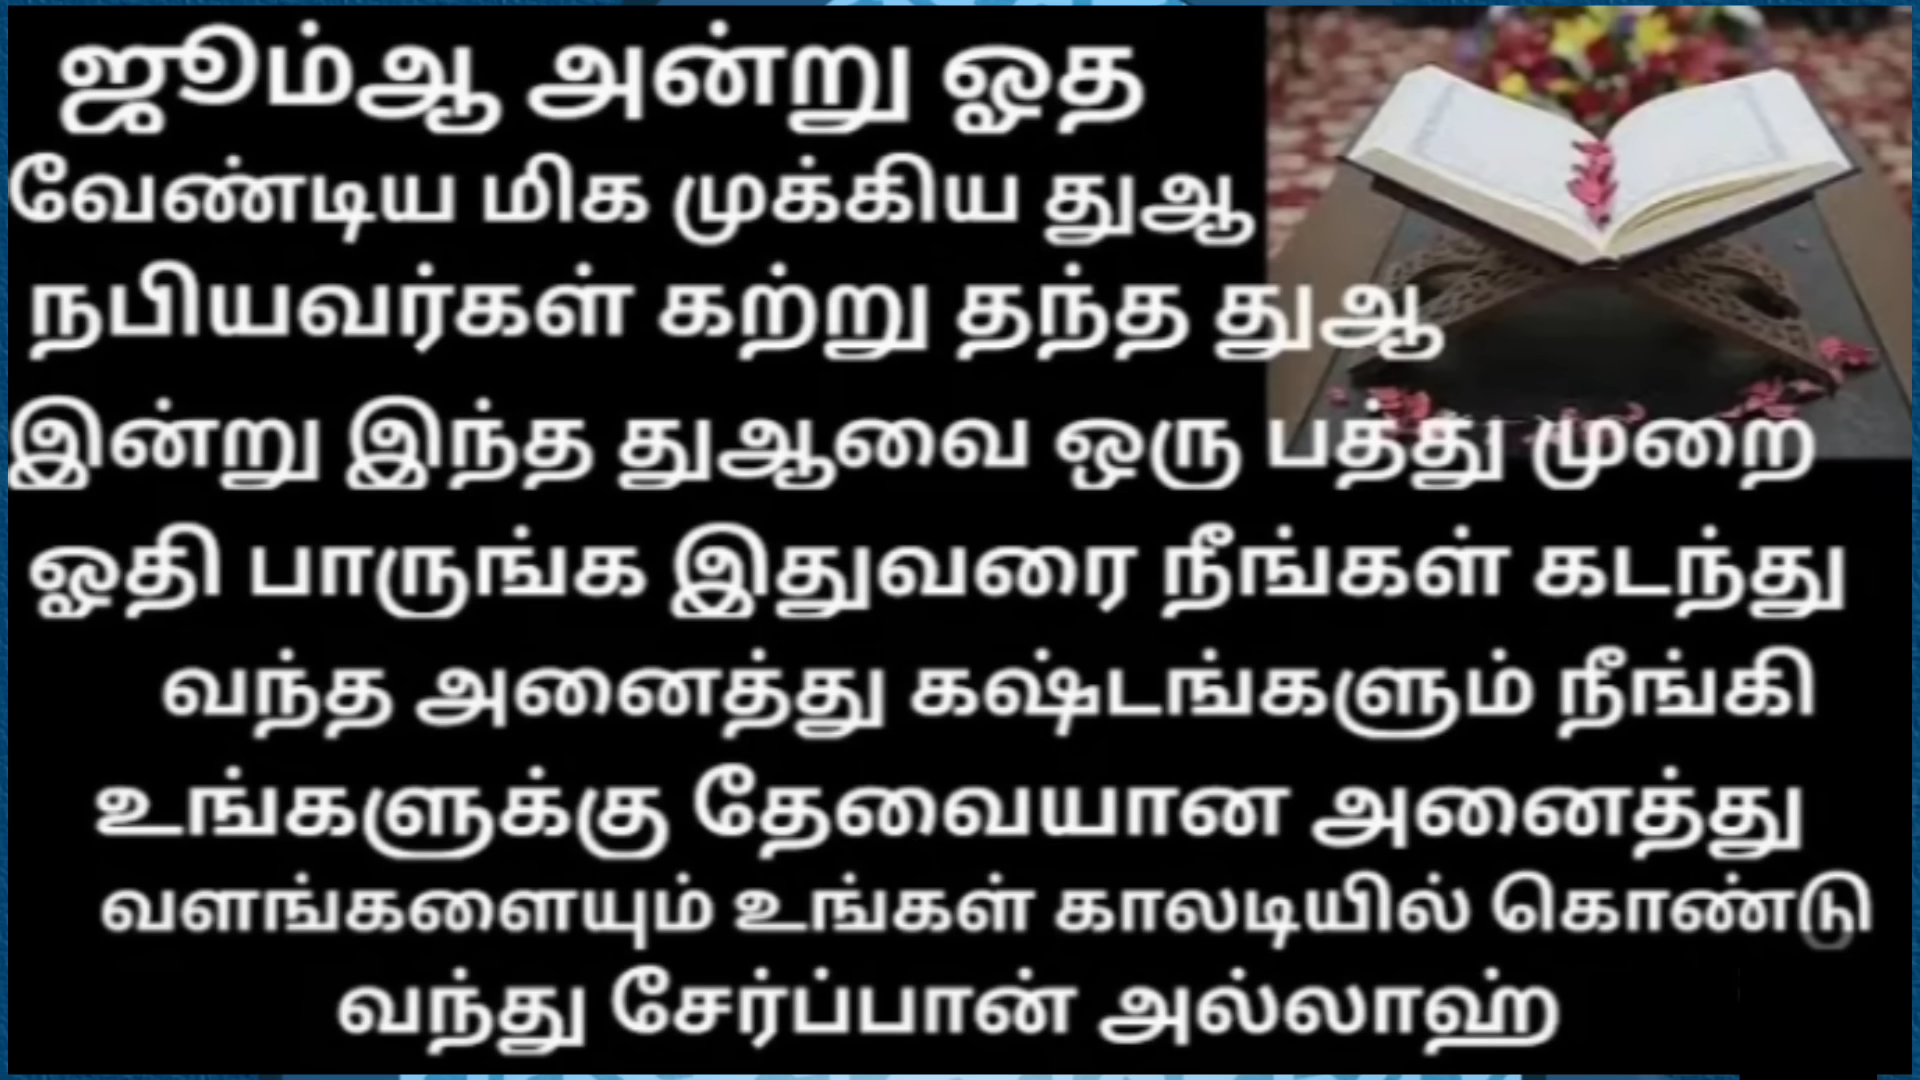 ஜூம்ஆ அன்று ஓத
வேண்டிய மிக முக்கிய துஆ
நபியவர்கள் கற்று தந்த துஆ
இன்று இந்த துஆவை ஒரு பத்து முறை
ஓதி பாருங்க இதுவரை நீங்கள் கடந்து
வந்த அனைத்து கஷ்டங்களும் நீங்கி
உங்களுக்கு தேவையான அனைத்து
வளங்களையும் உங்கள் காலடியில் கொண்டு
வந்து சேர்ப்பான் அல்லாஹ்